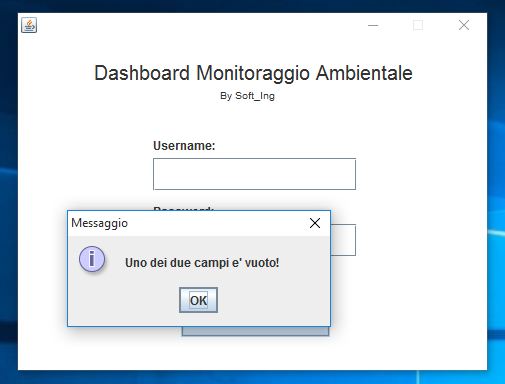 Dashboard Monitoraggio Ambientale
By Soft_Ing
Username:
Password:
Messaggio
Uno dei due campi e' vuoto!
OK